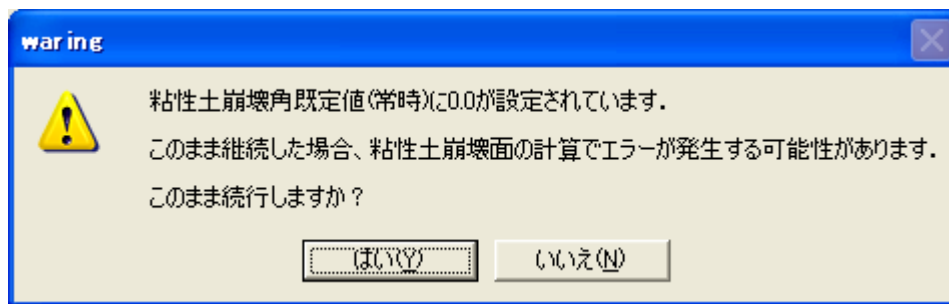 waring
粘性土崩壊角既定値(常時)に0.0が設定されています．
このまま継続した場合、粘性土崩壊面の計算でエラーが発生する可能性があります．
このまま続行しますか？
はい(Y)
いいえ(N)